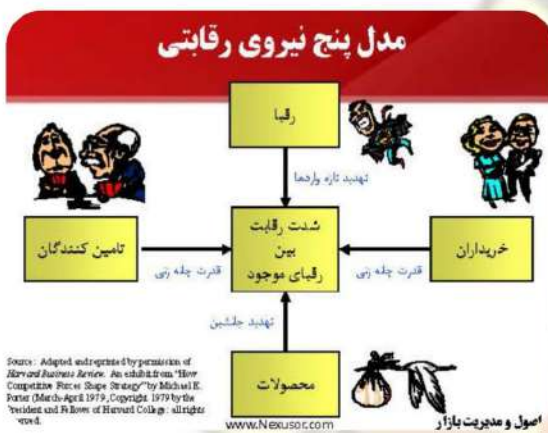 مدل پنج نیروی رقابتی
رقبا
تهدید تازه واردها
تامین کنندگان
قدرت چانه زنی
شدت رقابت
بین
رقبای موجود
قدرت چانه زنی
خریداران
تهدید جانشین
محصولات
Source: Adapted and reprinted by permission of
Harvard Business Review. An exhibit from "How
Competitive Forces Shape Strategy" by Michael E.
Porter (March-April 1979, Copyright 1979 by the
President and Fellows of Harvard College; all rights
erved.
www.Nexusor.com
اصول و مدیریت بازار